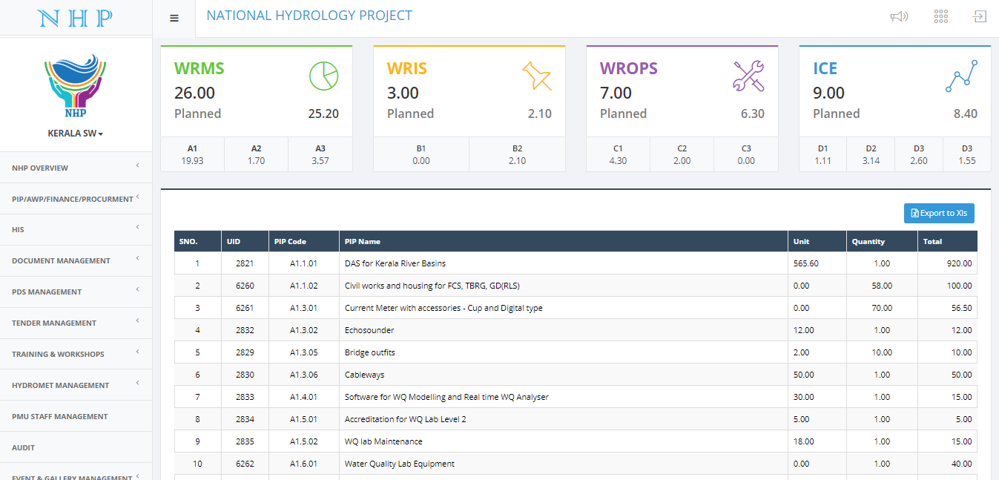 NHP
NATIONAL HYDROLOGY PROJECT
NHP
KERALA SW
NHP OVERVIEW
PIP/AWP/FINANCE/PROCURMENT
HIS
DOCUMENT MANAGEMENT
PDS MANAGEMENT
TENDER MANAGEMENT
TRAINING & WORKSHOPS
HYDROMET MANAGEMENT
PMU STAFF MANAGEMENT
AUDIT
EVENT & GALLERY MANAGEMENT
WRMS
26.00
Planned 25.20
A1 A2 A3
19.93 1.70 3.57
WRIS
3.00
Planned 2.10
B1 B2
0.00 2.10
WROPS
7.00
Planned 6.30
C1 C2 C3
4.30 2.00 0.00
ICE
9.00
Planned 8.40
D1 D2 D3 D3
1.11 3.14 2.60 1.55
Export to Xls
SNO. UID PIP Code PIP Name Unit Quantity Total
1 2821 A1.1.01 DAS for Kerala River Basins 565.60 1.00 920.00
2 6260 A1.1.02 Civil works and housing for FCS, TBRG, GD(RLS) 0.00 58.00 100.00
3 6261 A1.3.01 Current Meter with accessories - Cup and Digital type 0.00 70.00 56.50
4 2832 A1.3.02 Echosounder 12.00 1.00 12.00
5 2829 A1.3.05 Bridge outfits 2.00 10.00 10.00
6 2830 A1.3.06 Cableways 50.00 1.00 50.00
7 2833 A1.4.01 Software for WQ Modelling and Real time WQ Analyser 30.00 1.00 15.00
8 2834 A1.5.01 Accreditation for WQ Lab Level 2 5.00 1.00 5.00
9 2835 A1.5.02 WQ lab Maintenance 18.00 1.00 15.00
10 6262 A1.6.01 Water Quality Lab Equipment 0.00 1.00 40.00